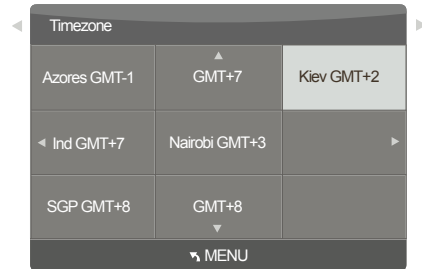 Timezone
Azores GMT-1 GMT+7 Kiev GMT+2
Ind GMT+7 Nairobi GMT+3
SGP GMT+8 GMT+8
MENU